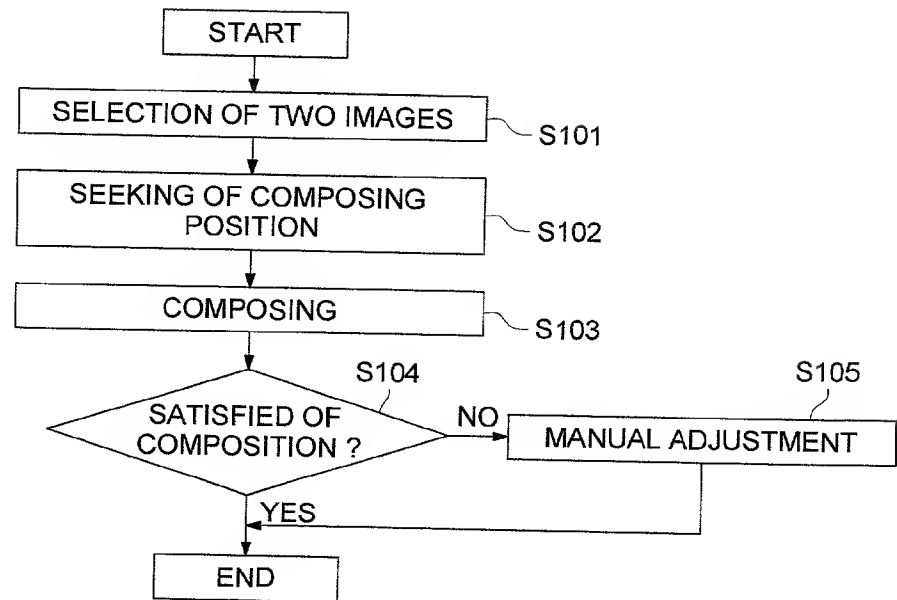 START
SELECTION OF TWO IMAGES
S101
SEEKING OF COMPOSING
POSITION
S102
COMPOSING
S103
S104
SATISFIED OF
COMPOSITION ?
NO
S105
MANUAL ADJUSTMENT
YES
END